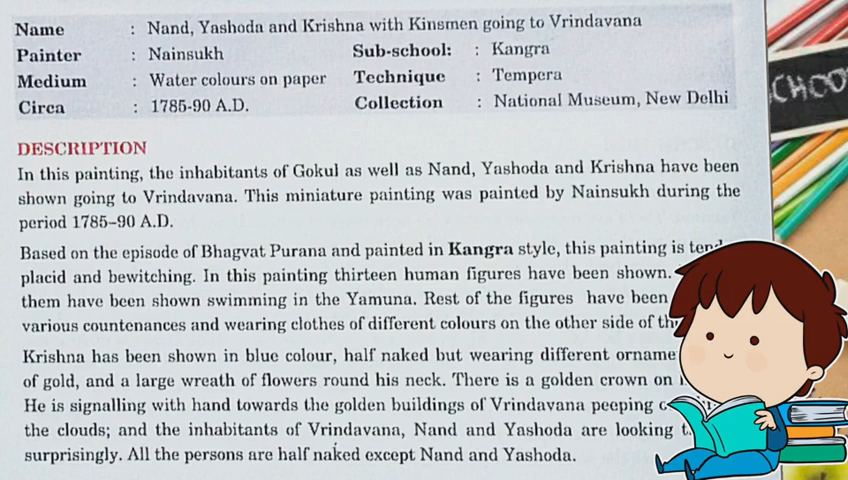 Name : Nand, Yashoda and Krishna with Kinsmen going to Vrindavana
Painter : Nainsukh Sub-school: : Kangra
Medium : Water colours on paper Technique : Tempera
Circa : 1785-90 A.D. Collection : National Museum, New Delhi
DESCRIPTION
In this painting, the inhabitants of Gokul as well as Nand, Yashoda and Krishna have been
shown going to Vrindavana. This miniature painting was painted by Nainsukh during the
period 1785–90 A.D.
Based on the episode of Bhagvat Purana and painted in Kangra style, this painting is
placid and bewitching. In this painting thirteen human figures have been shown.
them have been shown swimming in the Yamuna. Rest of the figures have been
various countenances and wearing clothes of different colours on the other side of
Krishna has been shown in blue colour, half naked but wearing different
of gold, and a large wreath of flowers round his neck. There is a golden crown on
He is signalling with hand towards the golden buildings of Vrindavana peeping
the clouds; and the inhabitants of Vrindavana, Nand and Yashoda are looking
surprisingly. All the persons are half naked except Nand and Yashoda.